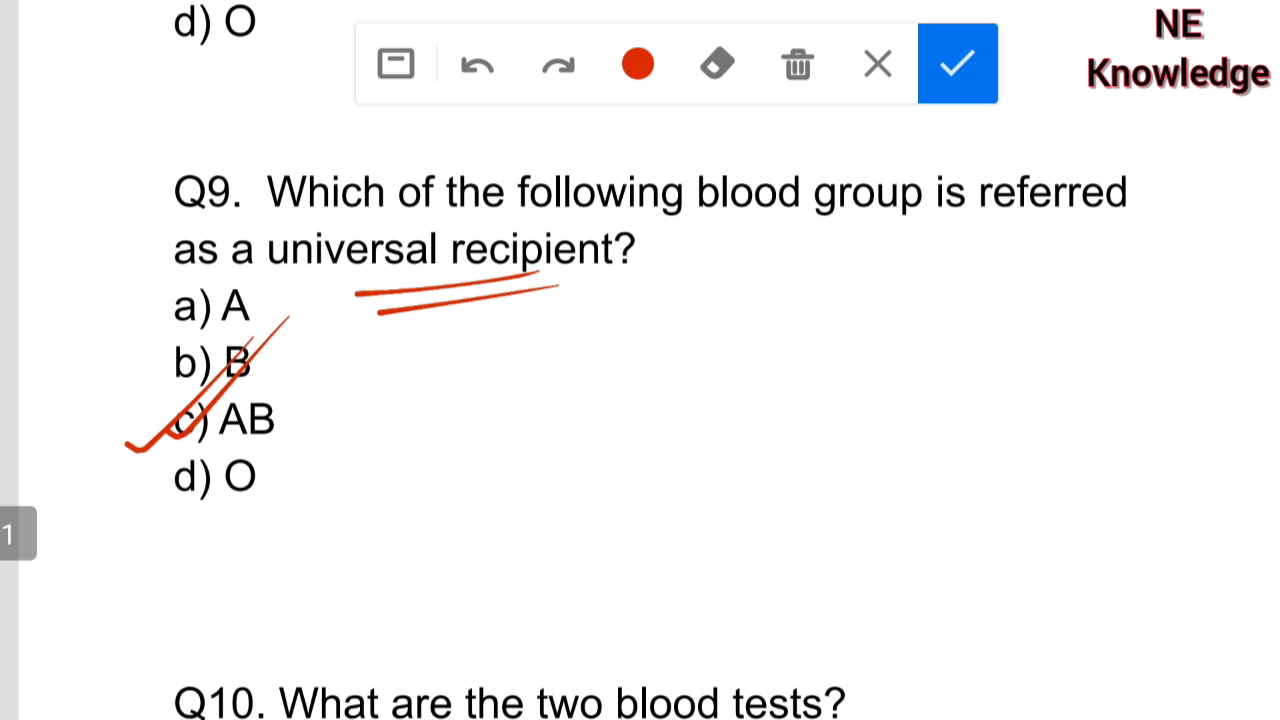 d) O
NE
Knowledge
Q9. Which of the following blood group is referred
as a universal recipient?
a) A
b) B
c) AB
d) O
1
Q10. What are the two blood tests?